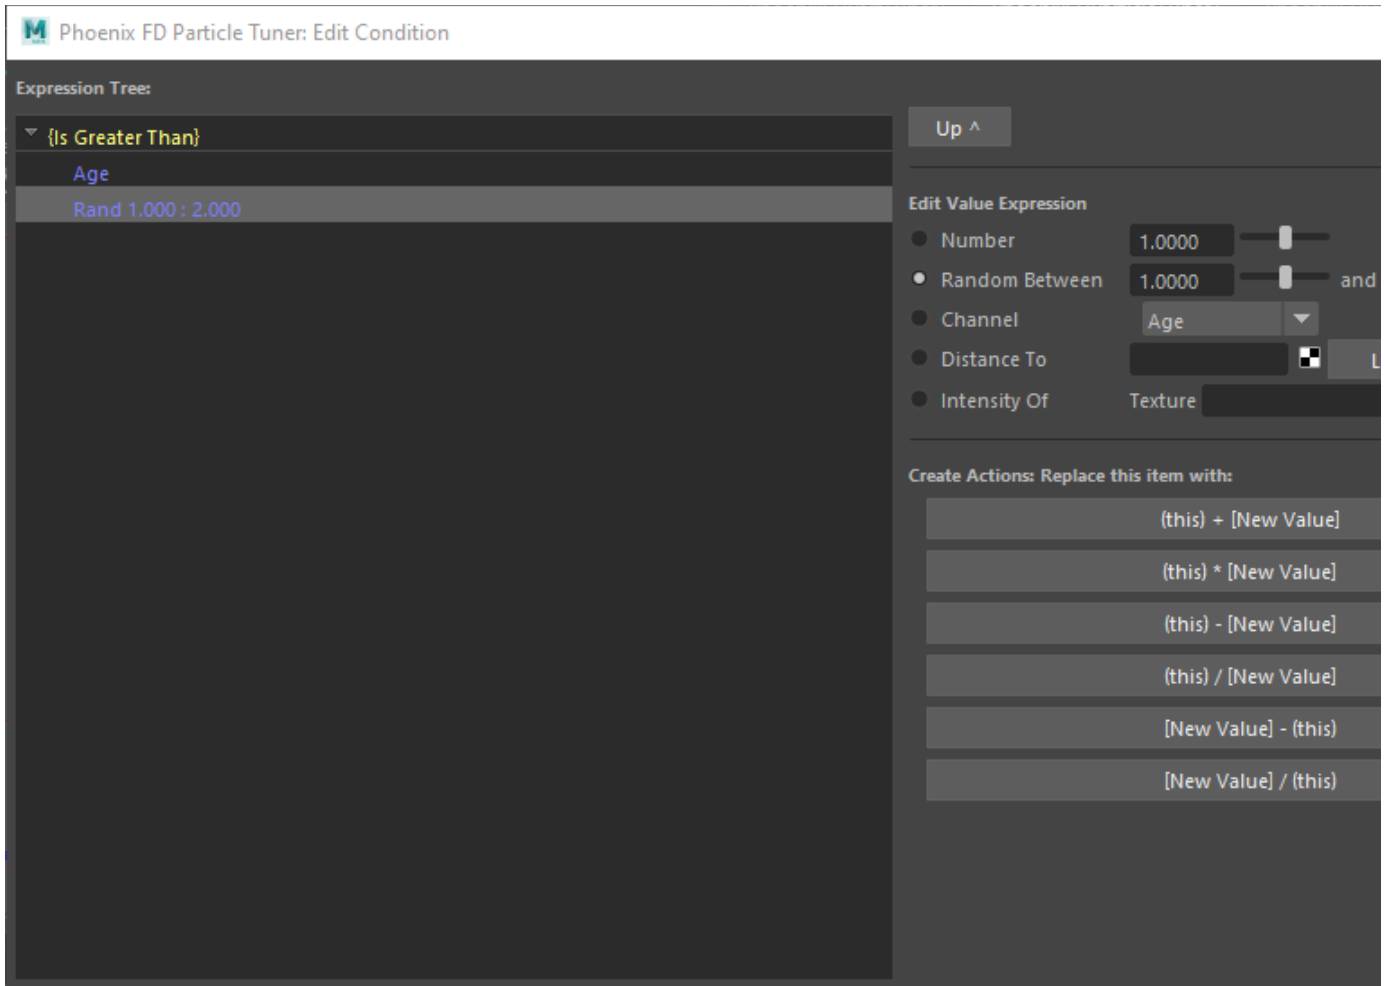 Phoenix FD Particle Tuner: Edit Condition
Expression Tree:
{Is Greater Than}
Age
Rand 1.000 : 2.000
Up ^
Edit Value Expression
Number 1.0000
Random Between 1.0000 and
Channel Age
Distance To L
Intensity Of Texture
Create Actions: Replace this item with:
(this) + [New Value]
(this) * [New Value]
(this) - [New Value]
(this) / [New Value]
[New Value] - (this)
[New Value] / (this)